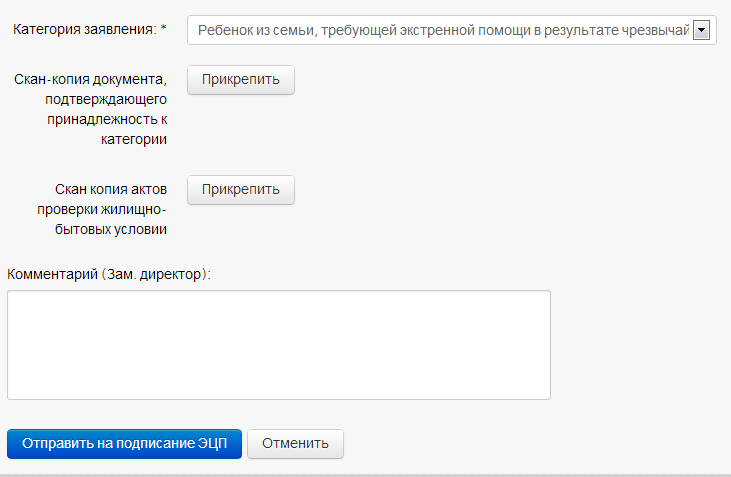 Категория заявления: *
Ребенок из семьи, требующей экстренной помощи в результате чрезвычай
Скан-копия документа,
подтверждающего
принадлежность к
категории
Прикрепить
Скан копия актов
проверки жилищно-
бытовых условии
Прикрепить
Комментарий (Зам. директор):
Отправить на подписание ЭЦП
Отменить